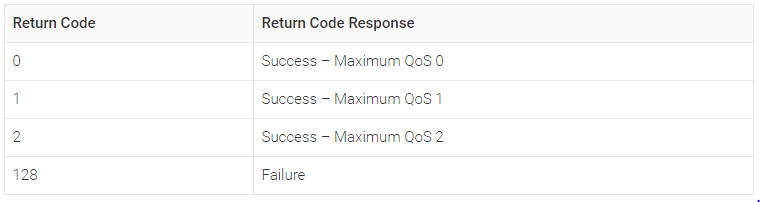 Return Code Return Code Response
0 Success – Maximum QoS 0
1 Success – Maximum QoS 1
2 Success – Maximum QoS 2
128 Failure